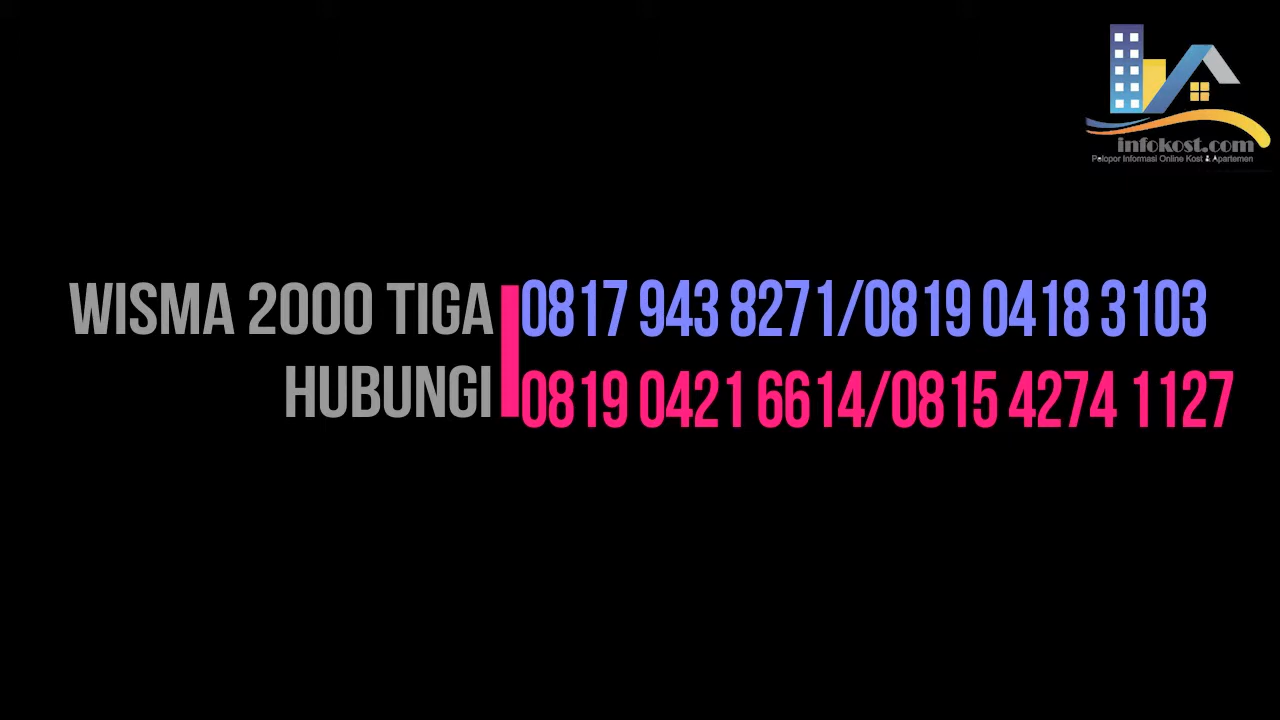 infokost.com
Pelopor Informasi Online Kost & Apartemen
WISMA 2000 TIGA
HUBUNGI
0817 943 8271/0819 0418 3103
0819 0421 6614/0815 4274 1127